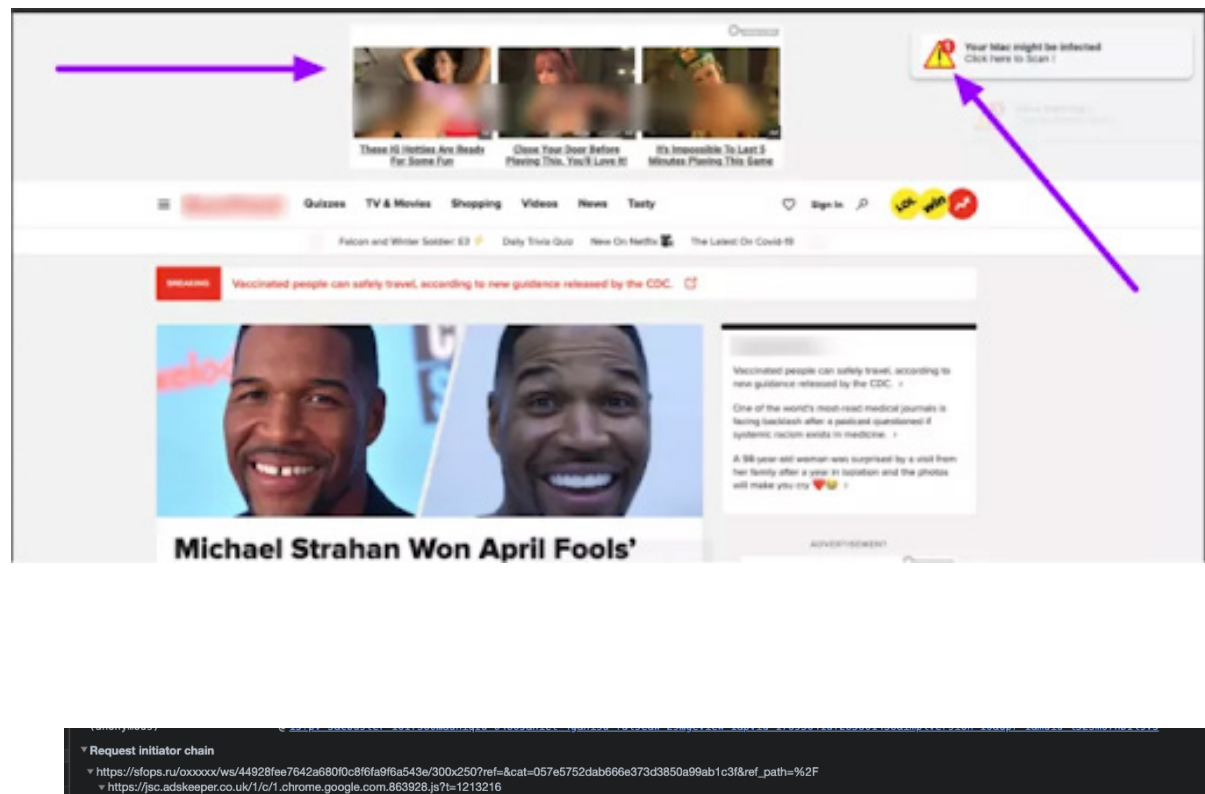 Your Mac might be infected
Click here to Scan !
These IG Hotties Are Ready
For Some Fun
Close Your Door Before
Playing This, You'll Love It!
It's Impossible To Last 5
Minutes Playing This Game
Quizzes TV & Movies Shopping Videos News Tasty Sign In LOL win
Falcon and Winter Soldier: E3 ⚡ Daily Trivia Quiz New On Netflix The Latest On Covid-19
BREAKING Vaccinated people can safely travel, according to new guidance released by the CDC.
Vaccinated people can safely travel, according to
new guidance released by the CDC. ›
One of the world's most-read medical journals is
facing backlash after a podcast questioned if
systemic racism exists in medicine. ›
A 98-year-old woman was surprised by a visit from
her family after a year in isolation and the photos
will make you cry ❤️😂 ›
Michael Strahan Won April Fools'
ADVERTISEMENT
Request initiator chain
https://sfops.ru/oxxxxx/ws/44928fee7642a680f0c8f6fa9f6a543e/300x250?ref=&cat=057e5752dab666e373d3850a99ab1c3f&ref_path=%2F
https://jsc.adskeeper.co.uk/1/c/1.chrome.google.com.863928.js?t=1213216